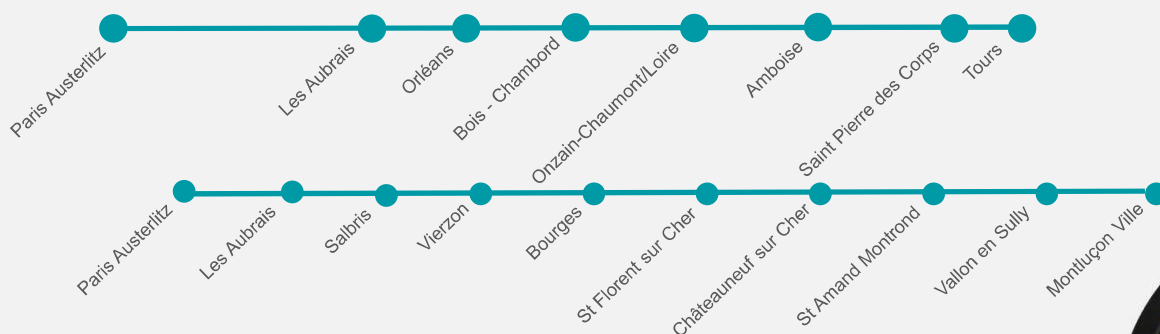 Paris Austerlitz
Les Aubrais
Orléans
Bois - Chambord
Onzain-Chaumont/Loire
Amboise
Saint Pierre des Corps
Tours
Paris Austerlitz
Les Aubrais
Salbris
Vierzon
Bourges
St Florent sur Cher
Châteauneuf sur Cher
St Amand Montrond
Vallon en Sully
Montluçon Ville